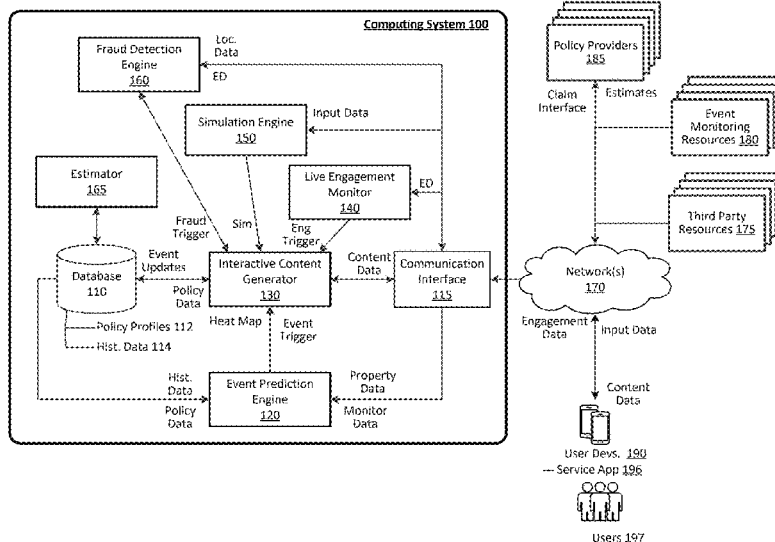 Computing System 100
Fraud Detection
Engine
160
Loc.
Data
ED
Policy Providers
185
Claim
Interface
Estimates
Simulation Engine
150
Input Data
Event
Monitoring
Resources 180
Estimator
165
Live Engagement
Monitor
140
ED
Third Party
Resources 175
Fraud
Trigger
Sim
Eng
Trigger
Database
110
Event
Updates
Policy
Data
Interactive Content
Generator
130
Content
Data
Communication
Interface
115
Network(s)
170
Policy Profiles 112
Hist. Data 114
Heat Map
Event
Trigger
Engagement
Data
Input Data
Hist.
Data
Policy
Data
Event Prediction
Engine
120
Property
Data
Monitor
Data
Content
Data
User Devs. 190
--- Service App 196
Users 197